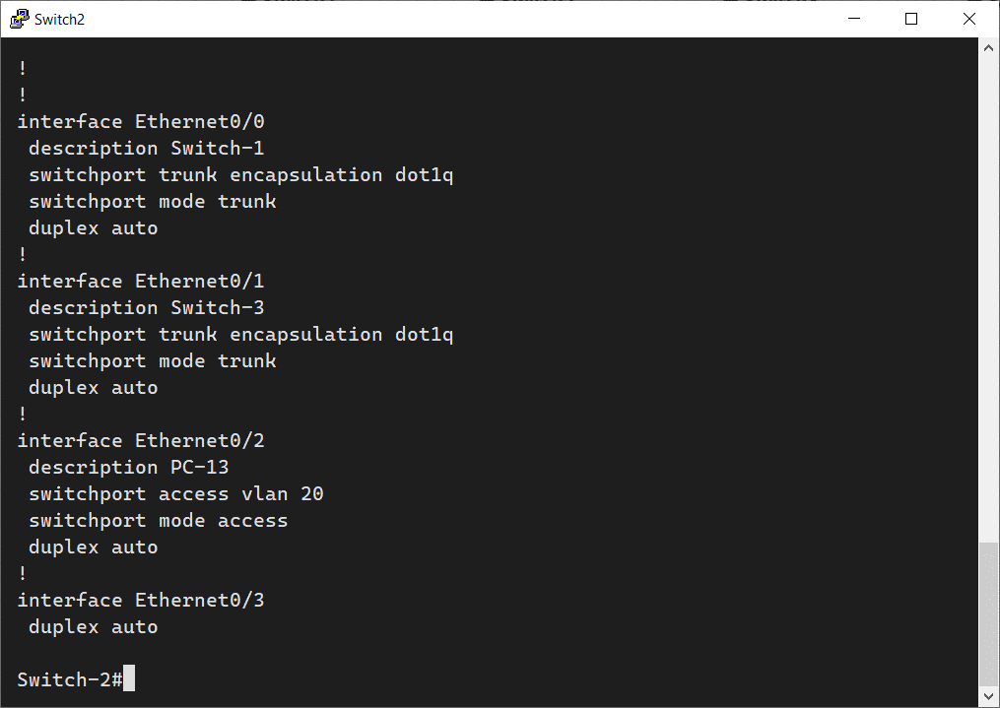 Switch2
!
!
interface Ethernet0/0
 description Switch-1
 switchport trunk encapsulation dot1q
 switchport mode trunk
 duplex auto
!
interface Ethernet0/1
 description Switch-3
 switchport trunk encapsulation dot1q
 switchport mode trunk
 duplex auto
!
interface Ethernet0/2
 description PC-13
 switchport access vlan 20
 switchport mode access
 duplex auto
!
interface Ethernet0/3
 duplex auto
Switch-2#